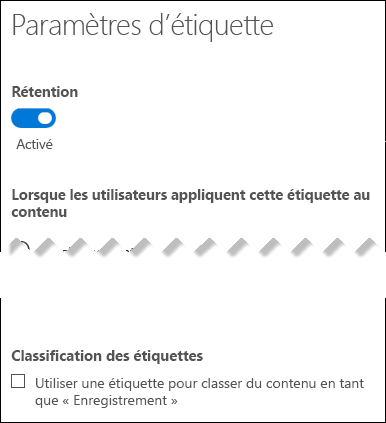 Paramètres d’étiquette
Rétention
Activé
Lorsque les utilisateurs appliquent cette étiquette au
contenu
Classification des étiquettes
Utiliser une étiquette pour classer du contenu en tant
que « Enregistrement »